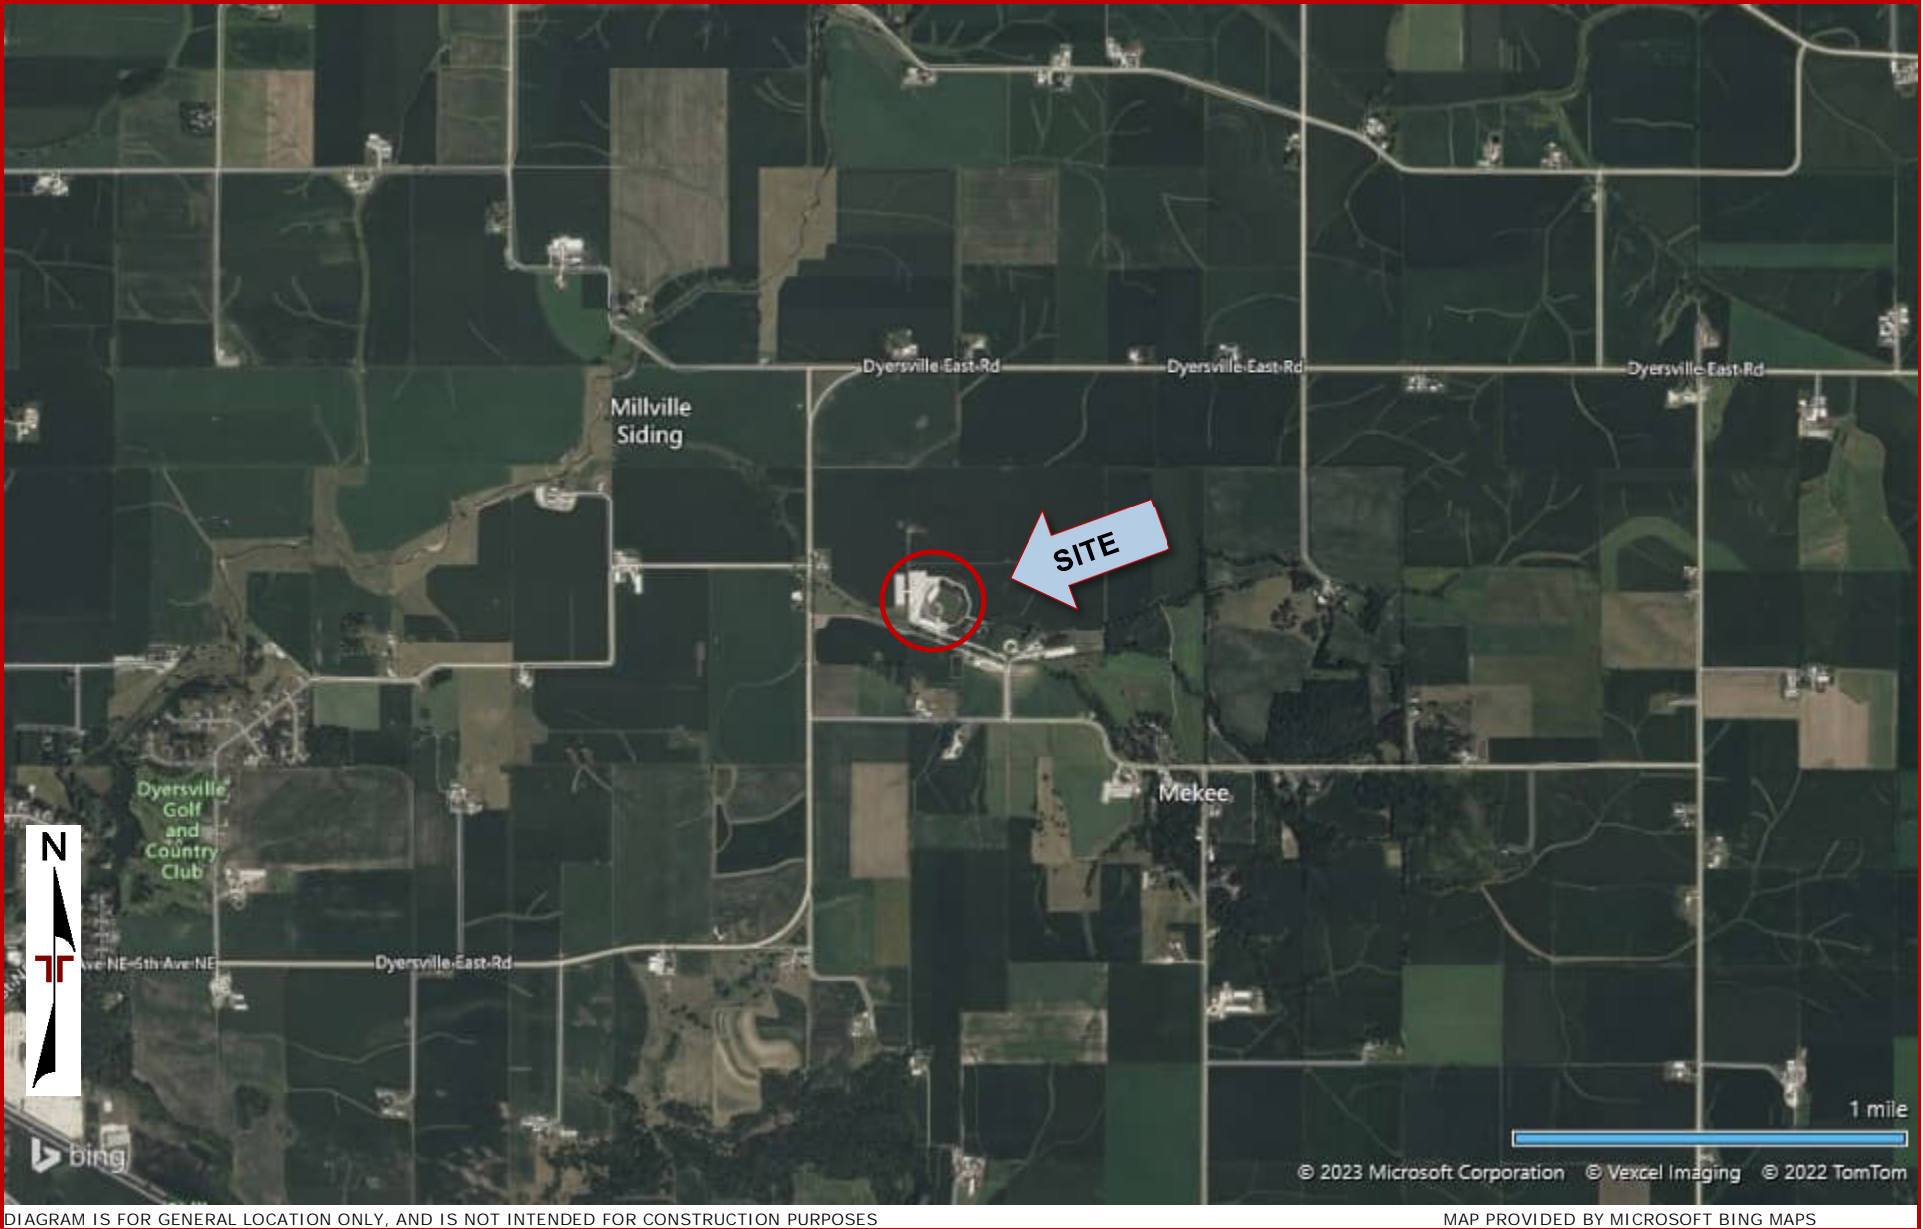 Dyersville East Rd
Dyersville East Rd
Dyersville East Rd
Millville
Siding
SITE
Dyersville
Golf
and
Country
Club
Mekee
N
Ave NE
5th Ave NE
Dyersville East Rd
1 mile
bing
© 2023 Microsoft Corporation © Vexcel Imaging © 2022 TomTom
DIAGRAM IS FOR GENERAL LOCATION ONLY, AND IS NOT INTENDED FOR CONSTRUCTION PURPOSES
MAP PROVIDED BY MICROSOFT BING MAPS